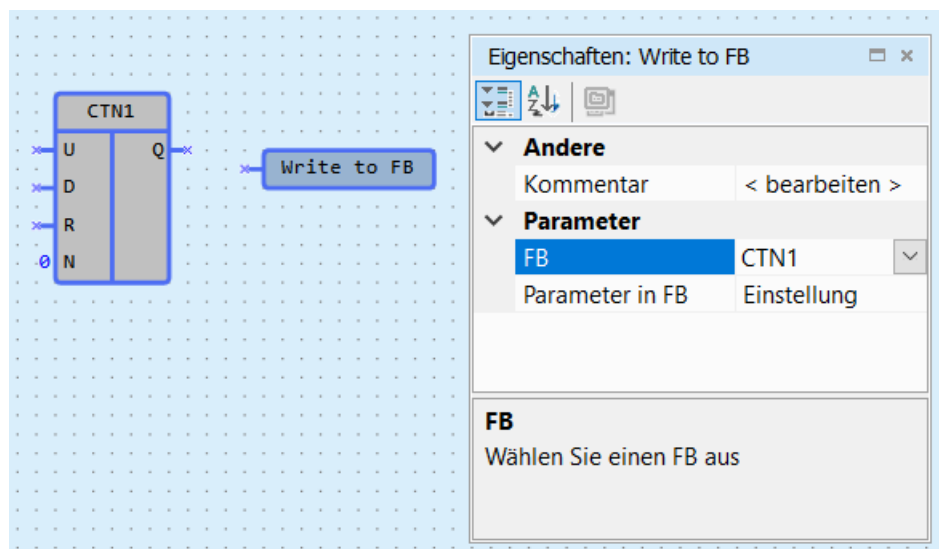 CTN1
U Q
D
R
0 N
Write to FB
Eigenschaften: Write to FB
Andere
Kommentar < bearbeiten >
Parameter
FB CTN1
Parameter in FB Einstellung
FB
Wählen Sie einen FB aus